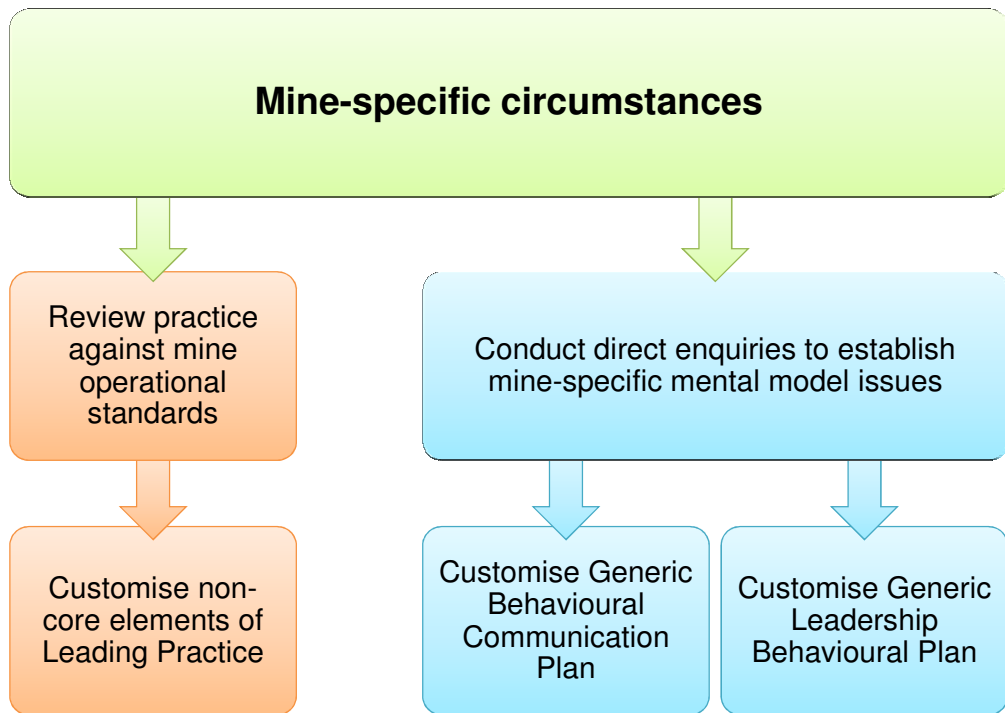 Mine-specific circumstances
Review practice
against mine
operational
standards
Conduct direct enquiries to establish
mine-specific mental model issues
Customise non-
core elements of
Leading Practice
Customise Generic
Behavioural
Communication
Plan
Customise Generic
Leadership
Behavioural Plan